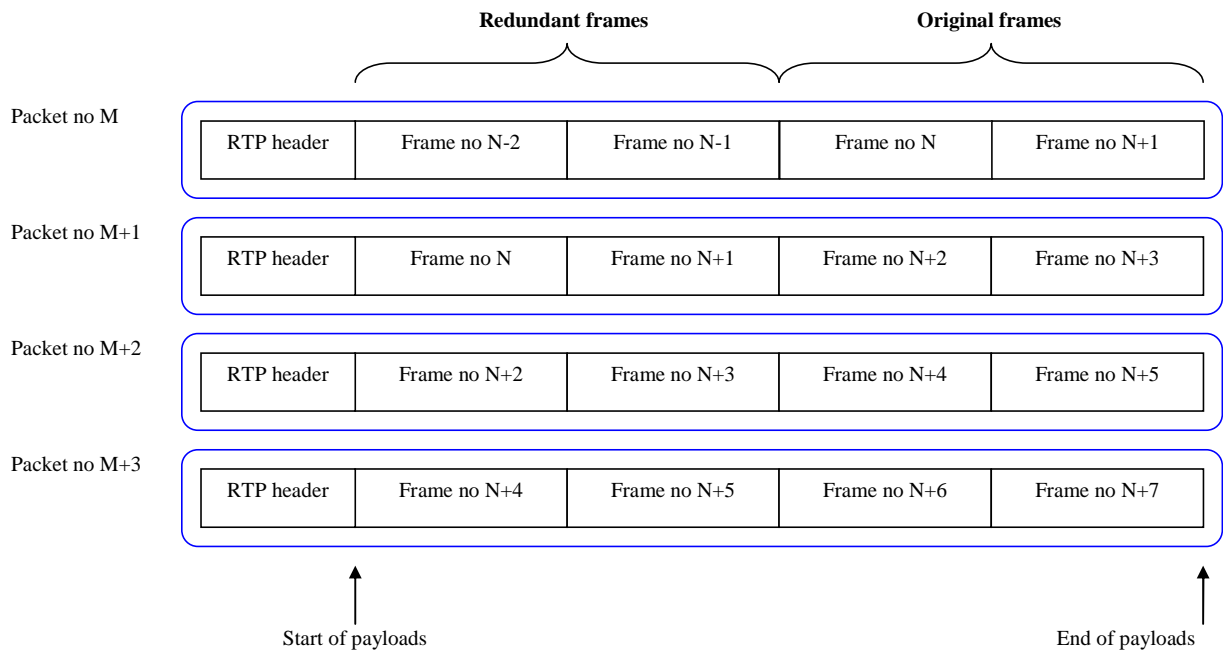 Redundant frames Original frames
Packet no M
RTP header Frame no N-2 Frame no N-1 Frame no N Frame no N+1
Packet no M+1
RTP header Frame no N Frame no N+1 Frame no N+2 Frame no N+3
Packet no M+2
RTP header Frame no N+2 Frame no N+3 Frame no N+4 Frame no N+5
Packet no M+3
RTP header Frame no N+4 Frame no N+5 Frame no N+6 Frame no N+7
Start of payloads End of payloads